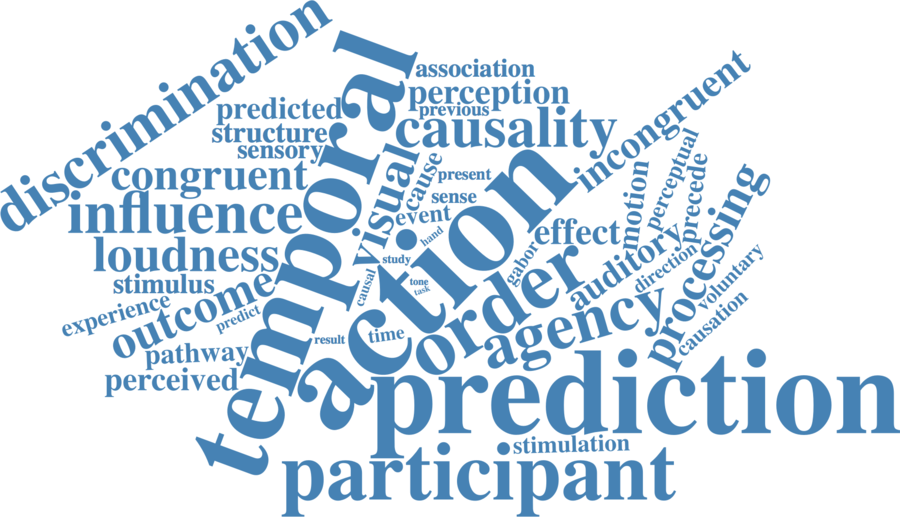 discrimination
temporal
association
perception
previous
incongruent
predicted
structure
sensory
causality
congruent
visual
cause
present
sense
event
hand
action
motion
perceptual
precede
processing
influence
loudness
stimulus
experience
outcome
predict
pathway
perceived
causal
study
tone
task
result
time
gabor
effect
order
auditory
direction
voluntary
causation
agency
prediction
stimulation
participant